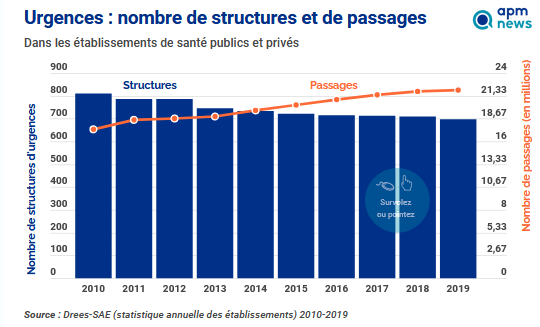 Urgences : nombre de structures et de passages
apm
news
Dans les établissements de santé publics et privés
900
24
Structures
Passages
800
21,33
700
18,67
600
16
500
13,33
400
10,67
300
8
200
5,33
100
2,67
0
0
Nombre de structures d'urgences
Nombre de passages (en millions)
Survolez
ou pointez
2010 2011 2012 2013 2014 2015 2016 2017 2018 2019
Source : Drees-SAE (statistique annuelle des établissements) 2010-2019